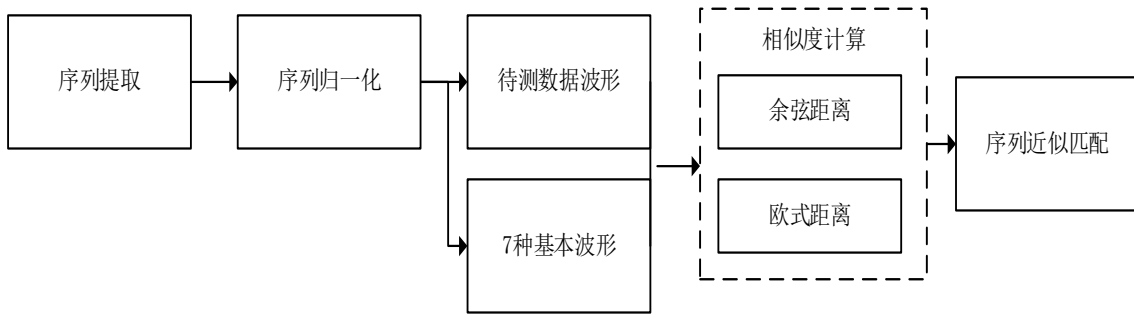 序列提取
序列归一化
待测数据波形
7种基本波形
相似度计算
余弦距离
欧式距离
序列近似匹配